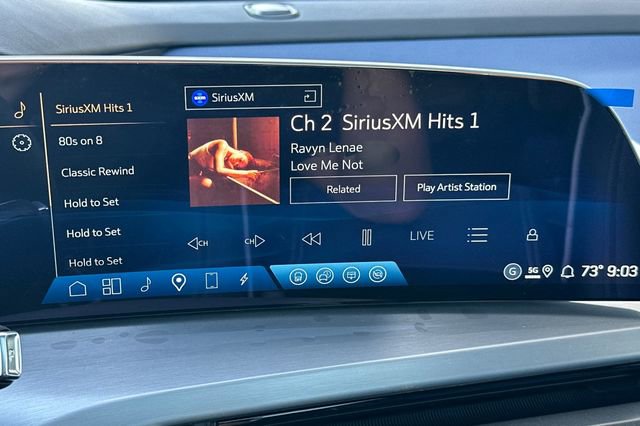 SiriusXM Hits 1
80s on 8
Classic Rewind
Hold to Set
Hold to Set
Hold to Set
SiriusXM
Ch 2 SiriusXM Hits 1
Ravyn Lenae
Love Me Not
Related
Play Artist Station
CH
CH
LIVE
G 5G 73° 9:03